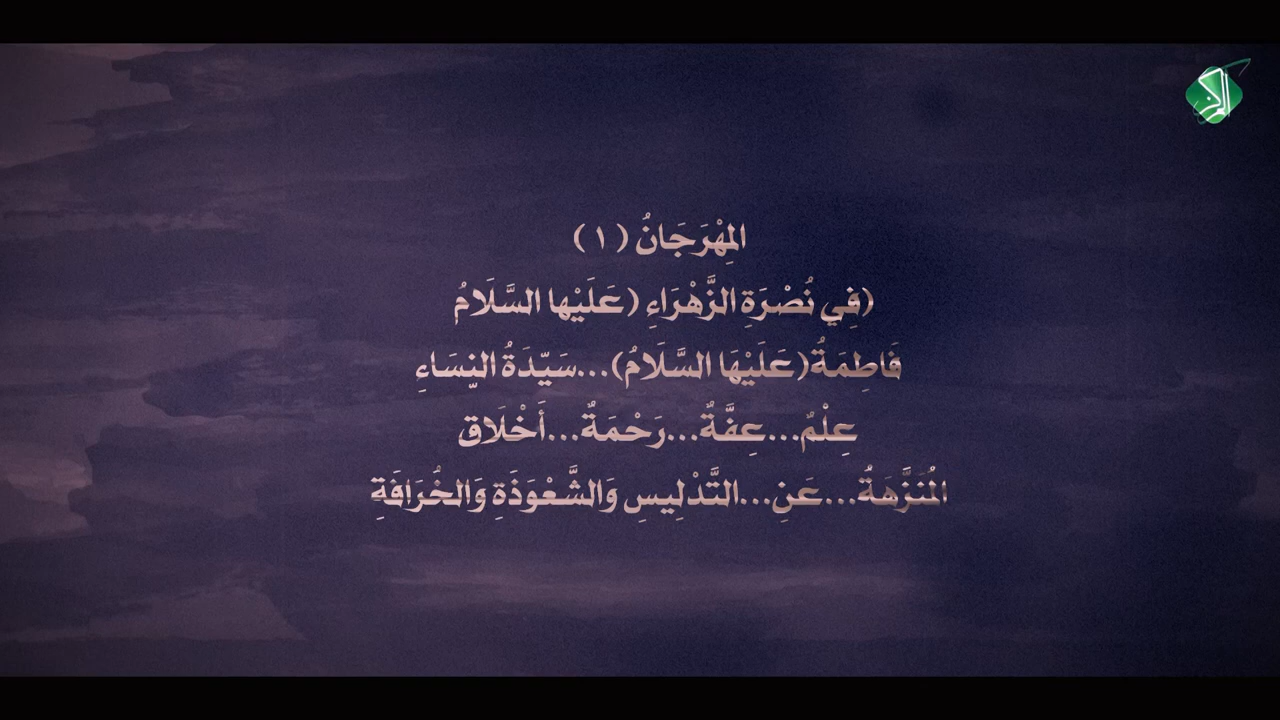 المِهْرَجَانُ (١)
(فِي نُصْرَةِ الزَّهْرَاءِ (عَلَيْها السَّلَامُ
فَاطِمَةُ(عَلَيْهَا السَّلَامُ)...سَيّدَةُ النِّسَاءِ
عِلْمٌ...عِفَّةٌ...رَحْمَةٌ...أَخْلَاق
المُنَزَّهَةُ...عَنِ...التَّدْلِيسِ وَالشَّعْوَذَةِ وَالخُرَافَةِ